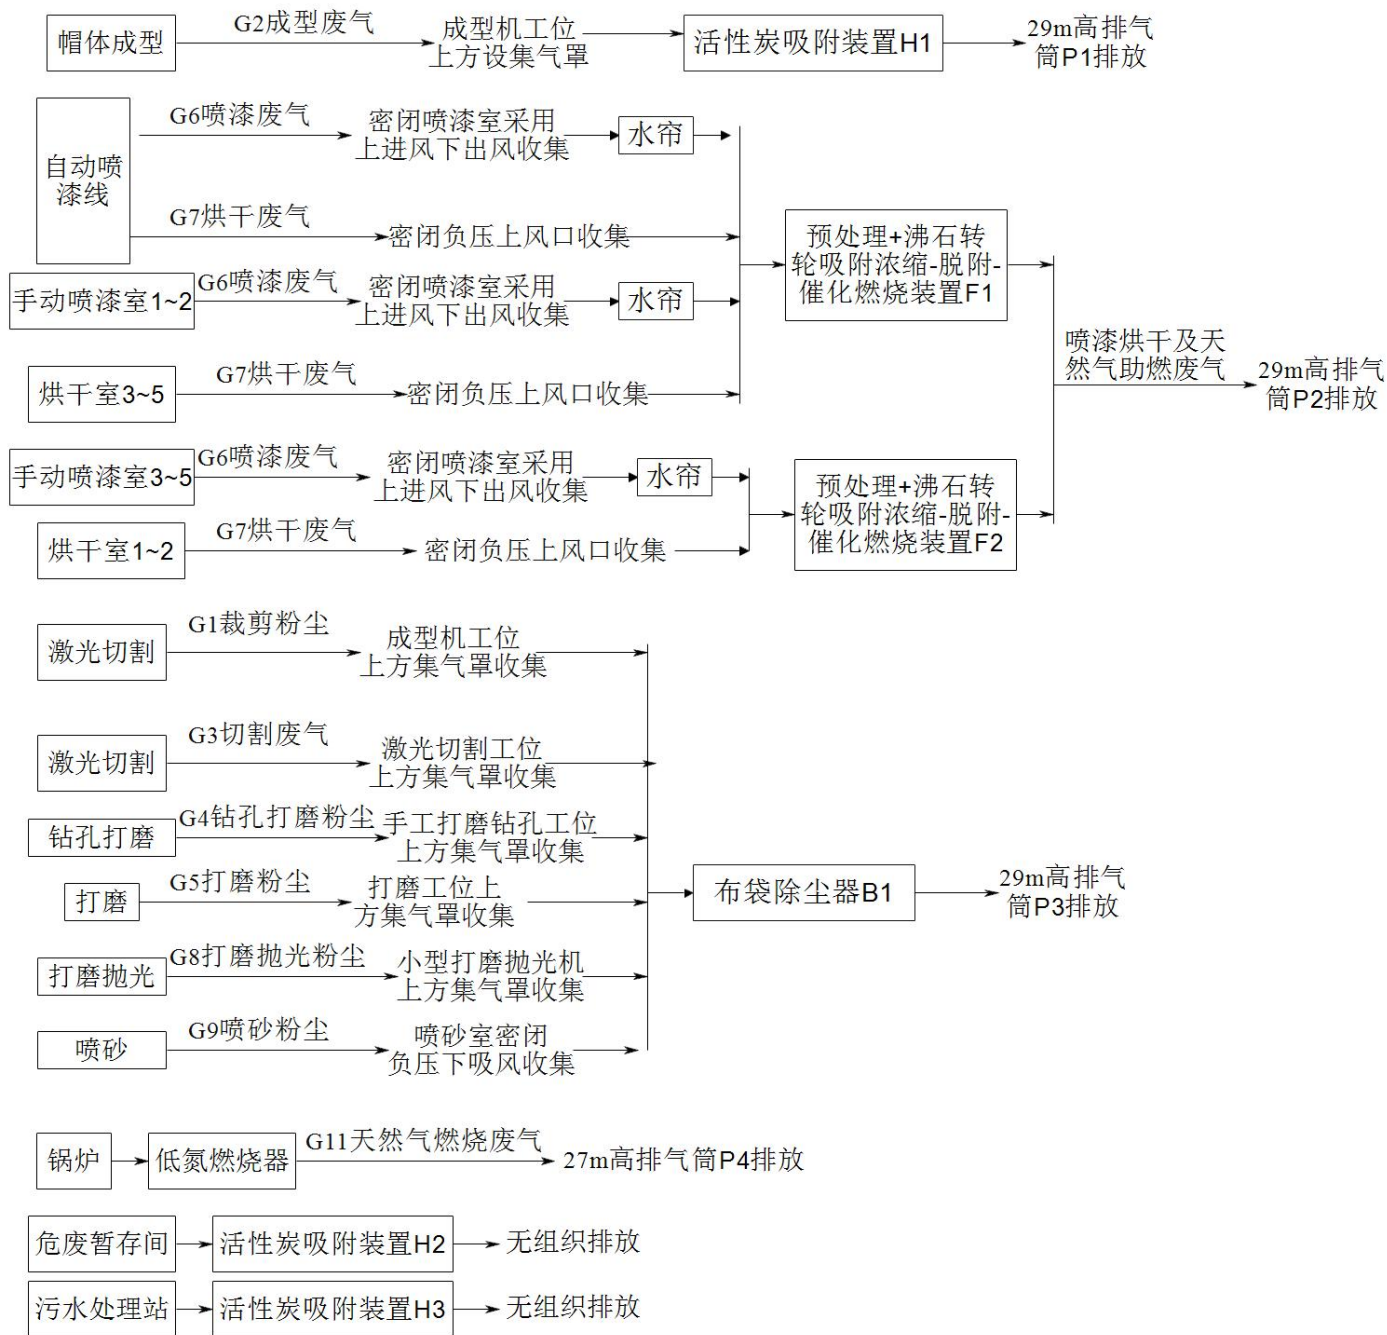 帽体成型
G2成型废气
成型机工位
上方设集气罩
活性炭吸附装置H1
29m高排气
筒P1排放
自动喷
漆线
G6喷漆废气
密闭喷漆室采用
上进风下出风收集
水帘
G7烘干废气
密闭负压上风口收集
手动喷漆室1~2
G6喷漆废气
密闭喷漆室采用
上进风下出风收集
水帘
烘干室3~5
G7烘干废气
密闭负压上风口收集
预处理+沸石转
轮吸附浓缩-脱附-
催化燃烧装置F1
手动喷漆室3~5
G6喷漆废气
密闭喷漆室采用
上进风下出风收集
水帘
烘干室1~2
G7烘干废气
密闭负压上风口收集
预处理+沸石转
轮吸附浓缩-脱附-
催化燃烧装置F2
喷漆烘干及天
然气助燃废气
29m高排气
筒P2排放
激光切割
G1裁剪粉尘
成型机工位
上方集气罩收集
激光切割
G3切割废气
激光切割工位
上方集气罩收集
钻孔打磨
G4钻孔打磨粉尘
手工打磨钻孔工位
上方集气罩收集
打磨
G5打磨粉尘
打磨工位上
方集气罩收集
打磨抛光
G8打磨抛光粉尘
小型打磨抛光机
上方集气罩收集
喷砂
G9喷砂粉尘
喷砂室密闭
负压下吸风收集
布袋除尘器B1
29m高排气
筒P3排放
锅炉
低氮燃烧器
G11天然气燃烧废气
27m高排气筒P4排放
危废暂存间
活性炭吸附装置H2
无组织排放
污水处理站
活性炭吸附装置H3
无组织排放